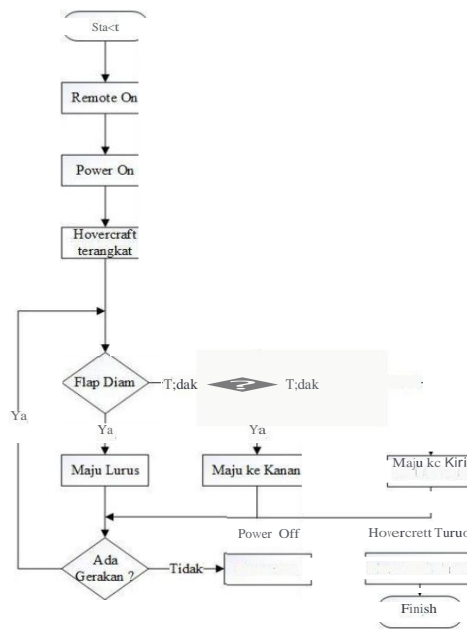 Sta<t
Remote On
Power On
Hovercraft
terangkat
Flap Diam
T;dak
?
T;dak
Ya
Ya
Ya
Maju Lurus
Maju ke Kanan
Maju kc Kiri
Power Off
Hovercrett Turuo
Ada
Gerakan ?
Tidak
Finish